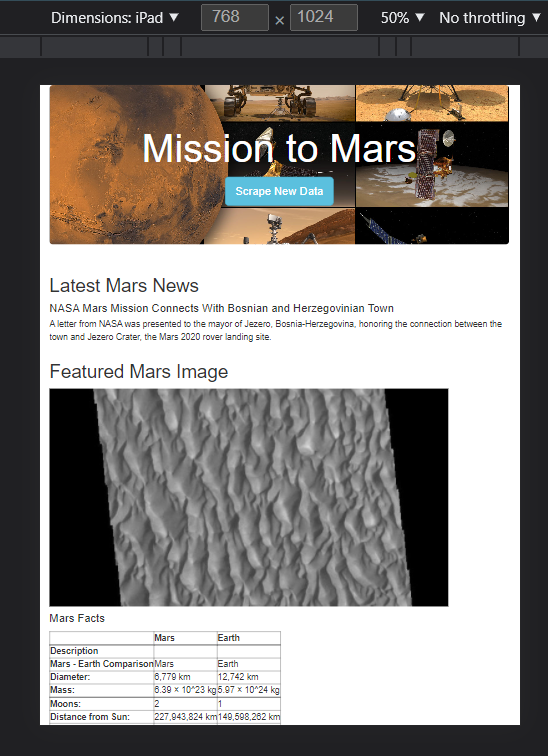 Dimensions: iPad ▼ 768 × 1024 50% ▼ No throttling ▼
Mission to Mars
Scrape New Data
Latest Mars News
NASA Mars Mission Connects With Bosnian and Herzegovinian Town
A letter from NASA was presented to the mayor of Jezero, Bosnia-Herzegovina, honoring the connection between the
town and Jezero Crater, the Mars 2020 rover landing site.
Featured Mars Image
Mars Facts
Mars Earth
Description
Mars - Earth Comparison Mars Earth
Diameter: 6,779 km 12,742 km
Mass: 6.39 × 10^23 kg 5.97 × 10^24 kg
Moons: 2 1
Distance from Sun: 227,943,824 km 149,598,262 km